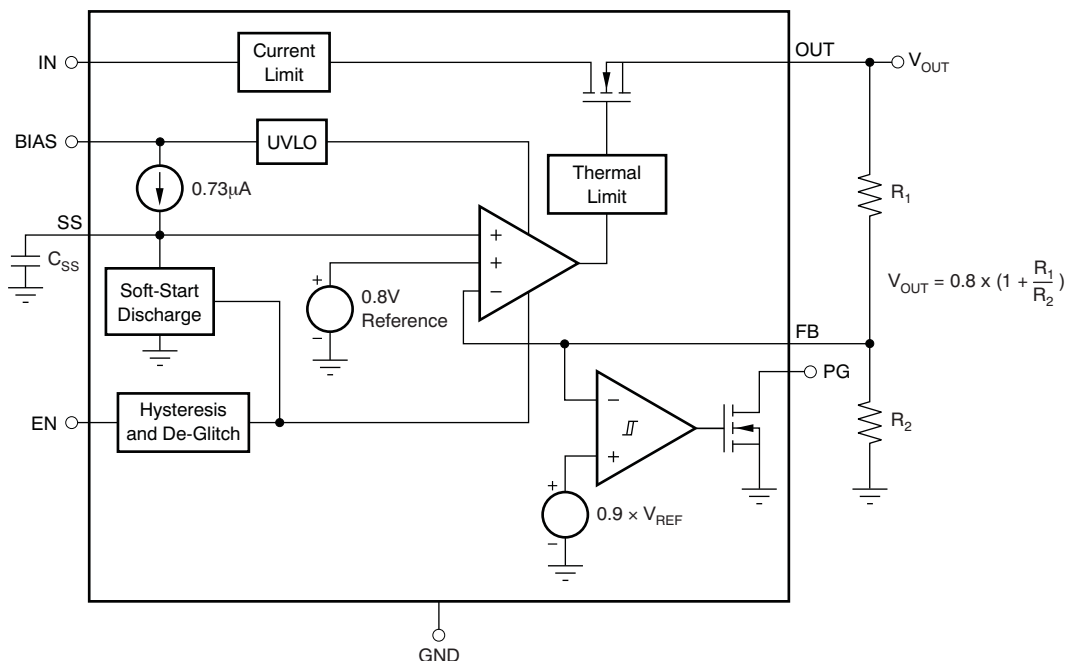 IN
Current
Limit
OUT
V_OUT
BIAS
UVLO
0.73µA
Thermal
Limit
R_1
SS
C_SS
+
+
−
Soft-Start
Discharge
+
0.8V
Reference
−
V_OUT = 0.8 x (1 + R_1/R_2)
FB
PG
EN
Hysteresis
and De-Glitch
−
+
R_2
+
0.9 × V_REF
−
GND